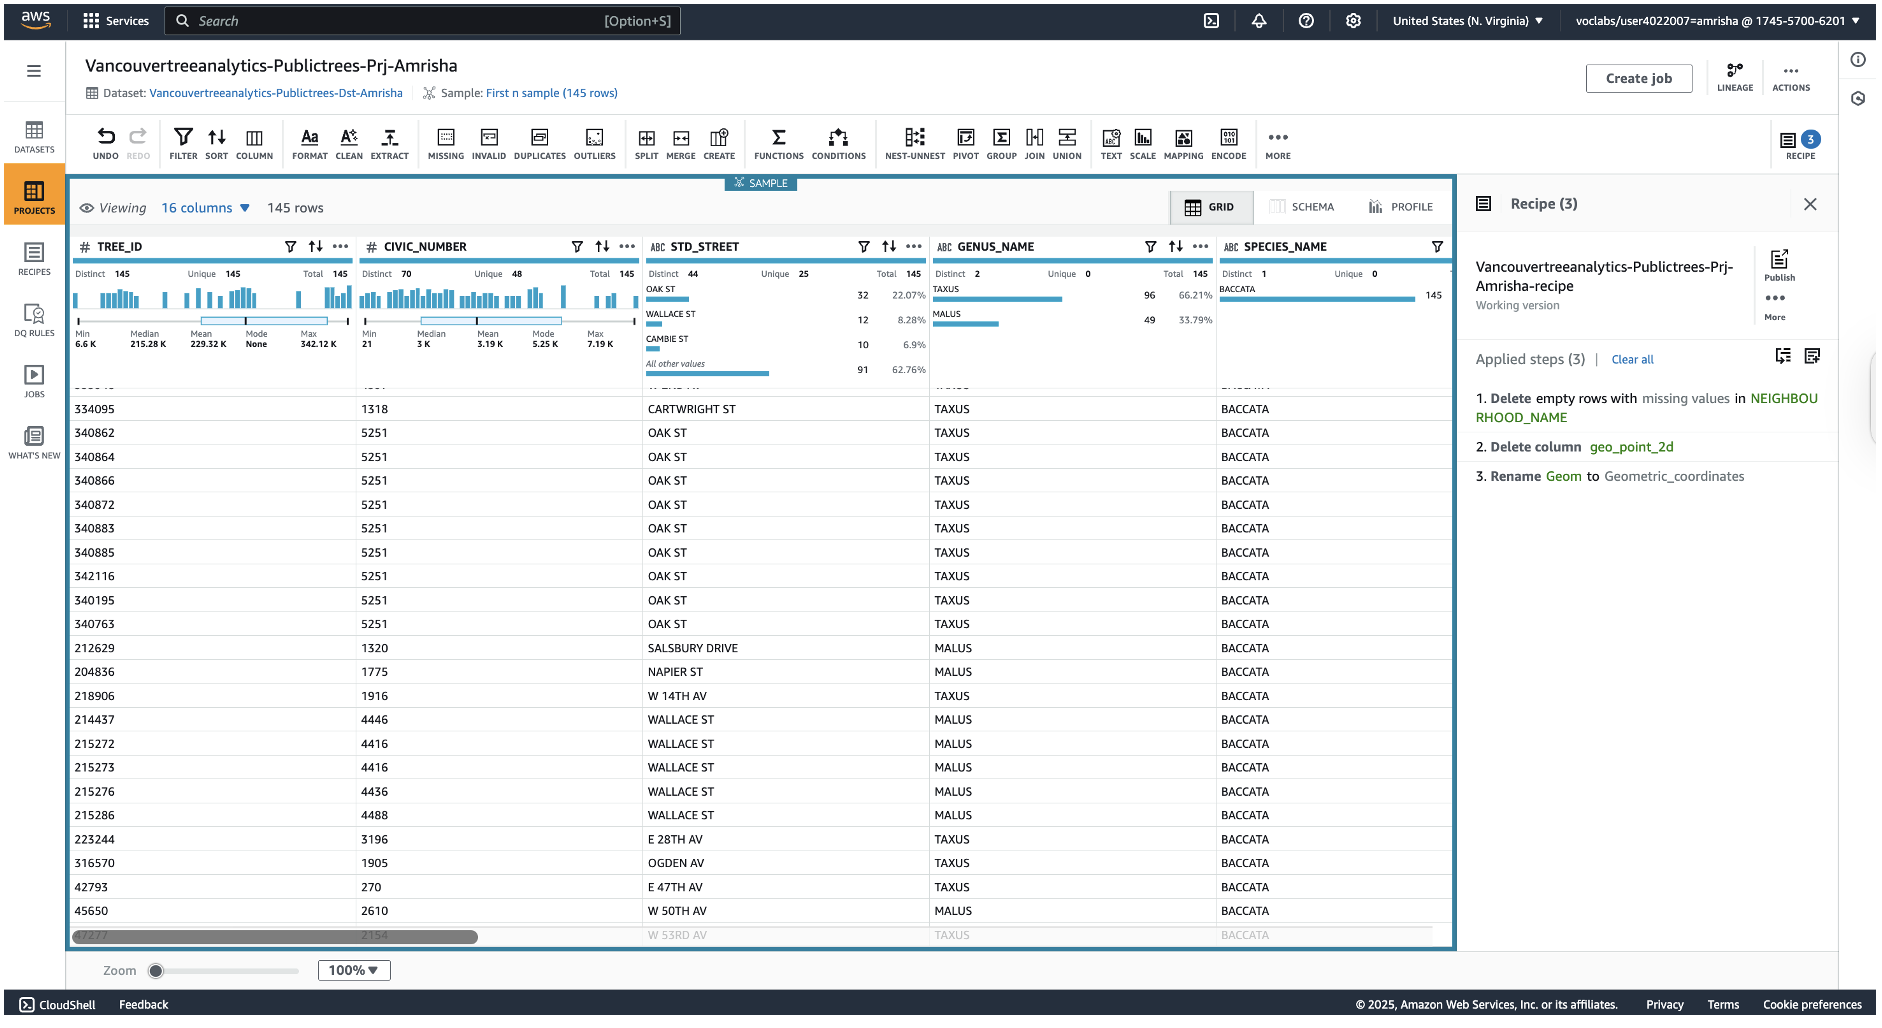 aws Services Search [Option+S] United States (N. Virginia) ▼ voclabs/user4022007=amrisha @ 1745-5700-6201 ▼
Vancouvertreeanalytics-Publictrees-Prj-Amrisha
Dataset: Vancouvertreeanalytics-Publictrees-Dst-Amrisha Sample: First n sample (145 rows)
Create job LINEAGE ACTIONS
UNDO REDO FILTER SORT COLUMN FORMAT CLEAN EXTRACT MISSING INVALID DUPLICATES OUTLIERS SPLIT MERGE CREATE FUNCTIONS CONDITIONS NEST-UNNEST PIVOT GROUP JOIN UNION TEXT SCALE MAPPING ENCODE MORE 3 RECIPE
DATASETS
PROJECTS
RECIPES
DQ RULES
JOBS
WHAT'S NEW
SAMPLE
Viewing 16 columns ▼ 145 rows GRID SCHEMA PROFILE
# TREE_ID # CIVIC_NUMBER ABC STD_STREET ABC GENUS_NAME ABC SPECIES_NAME
Distinct 145 Unique 145 Total 145 Distinct 70 Unique 48 Total 145 Distinct 44 Unique 25 Total 145 Distinct 2 Unique 0 Total 145 Distinct 1 Unique 0
OAK ST 32 22.07% TAXUS 96 66.21% BACCATA 145
WALLACE ST 12 8.28% MALUS 49 33.79%
CAMBIE ST 10 6.9%
All other values 91 62.76%
Min Median Mean Mode Max Min Median Mean Mode Max
6.6 K 215.28 K 229.32 K None 342.12 K 21 3 K 3.19 K 5.25 K 7.19 K
334095 1318 CARTWRIGHT ST TAXUS BACCATA
340862 5251 OAK ST TAXUS BACCATA
340864 5251 OAK ST TAXUS BACCATA
340866 5251 OAK ST TAXUS BACCATA
340872 5251 OAK ST TAXUS BACCATA
340883 5251 OAK ST TAXUS BACCATA
340885 5251 OAK ST TAXUS BACCATA
342116 5251 OAK ST TAXUS BACCATA
340195 5251 OAK ST TAXUS BACCATA
340763 5251 OAK ST TAXUS BACCATA
212629 1320 SALSBURY DRIVE MALUS BACCATA
204836 1775 NAPIER ST MALUS BACCATA
218906 1916 W 14TH AV TAXUS BACCATA
214437 4446 WALLACE ST MALUS BACCATA
215272 4416 WALLACE ST MALUS BACCATA
215273 4416 WALLACE ST MALUS BACCATA
215276 4436 WALLACE ST MALUS BACCATA
215286 4488 WALLACE ST MALUS BACCATA
223244 3196 E 28TH AV TAXUS BACCATA
316570 1905 OGDEN AV TAXUS BACCATA
42793 270 E 47TH AV TAXUS BACCATA
45650 2610 W 50TH AV MALUS BACCATA
47277 2154 W 53RD AV TAXUS BACCATA
Zoom 100% ▼
Recipe (3)
Vancouvertreeanalytics-Publictrees-Prj-
Amrisha-recipe
Working version
Publish
More
Applied steps (3) | Clear all
1. Delete empty rows with missing values in NEIGHBOU
RHOOD_NAME
2. Delete column geo_point_2d
3. Rename Geom to Geometric_coordinates
CloudShell Feedback © 2025, Amazon Web Services, Inc. or its affiliates. Privacy Terms Cookie preferences